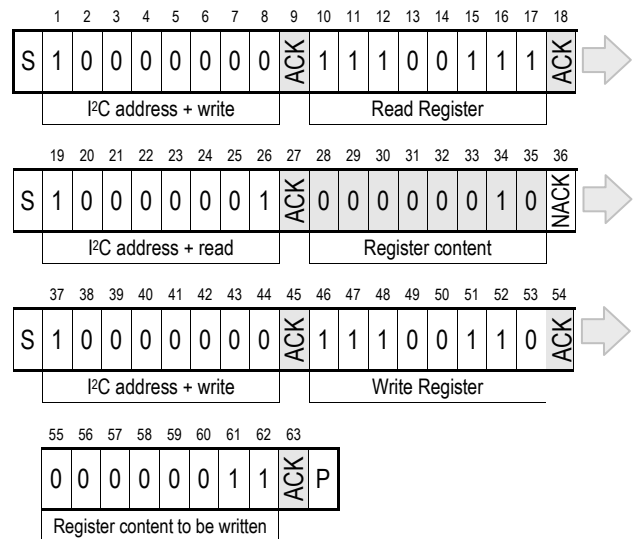 1 2 3 4 5 6 7 8 9 10 11 12 13 14 15 16 17 18
S 1 0 0 0 0 0 0 0 ACK 1 1 1 0 0 1 1 1 ACK
I²C address + write Read Register
19 20 21 22 23 24 25 26 27 28 29 30 31 32 33 34 35 36
S 1 0 0 0 0 0 0 1 ACK 0 0 0 0 0 0 1 0 NACK
I²C address + read Register content
37 38 39 40 41 42 43 44 45 46 47 48 49 50 51 52 53 54
S 1 0 0 0 0 0 0 0 ACK 1 1 1 0 0 1 1 0 ACK
I²C address + write Write Register
55 56 57 58 59 60 61 62 63
0 0 0 0 0 0 1 1 ACK P
Register content to be written